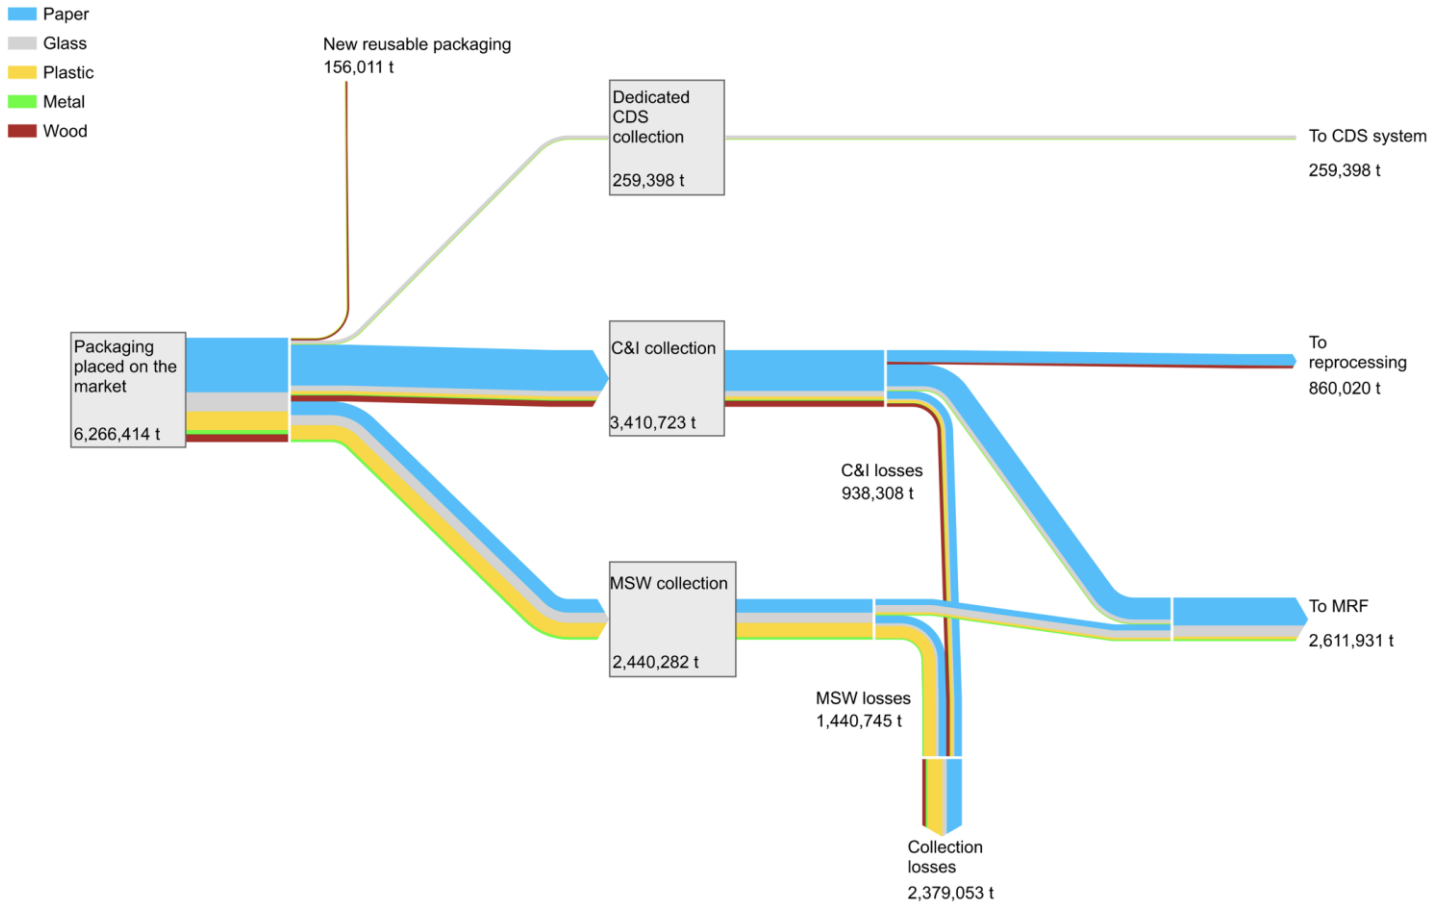 Paper
Glass
Plastic
Metal
Wood
New reusable packaging
156,011 t
Dedicated
CDS
collection
259,398 t
To CDS system
259,398 t
Packaging
placed on the
market
6,266,414 t
C&I collection
3,410,723 t
To
reprocessing
860,020 t
C&I losses
938,308 t
MSW collection
2,440,282 t
To MRF
2,611,931 t
MSW losses
1,440,745 t
Collection
losses
2,379,053 t